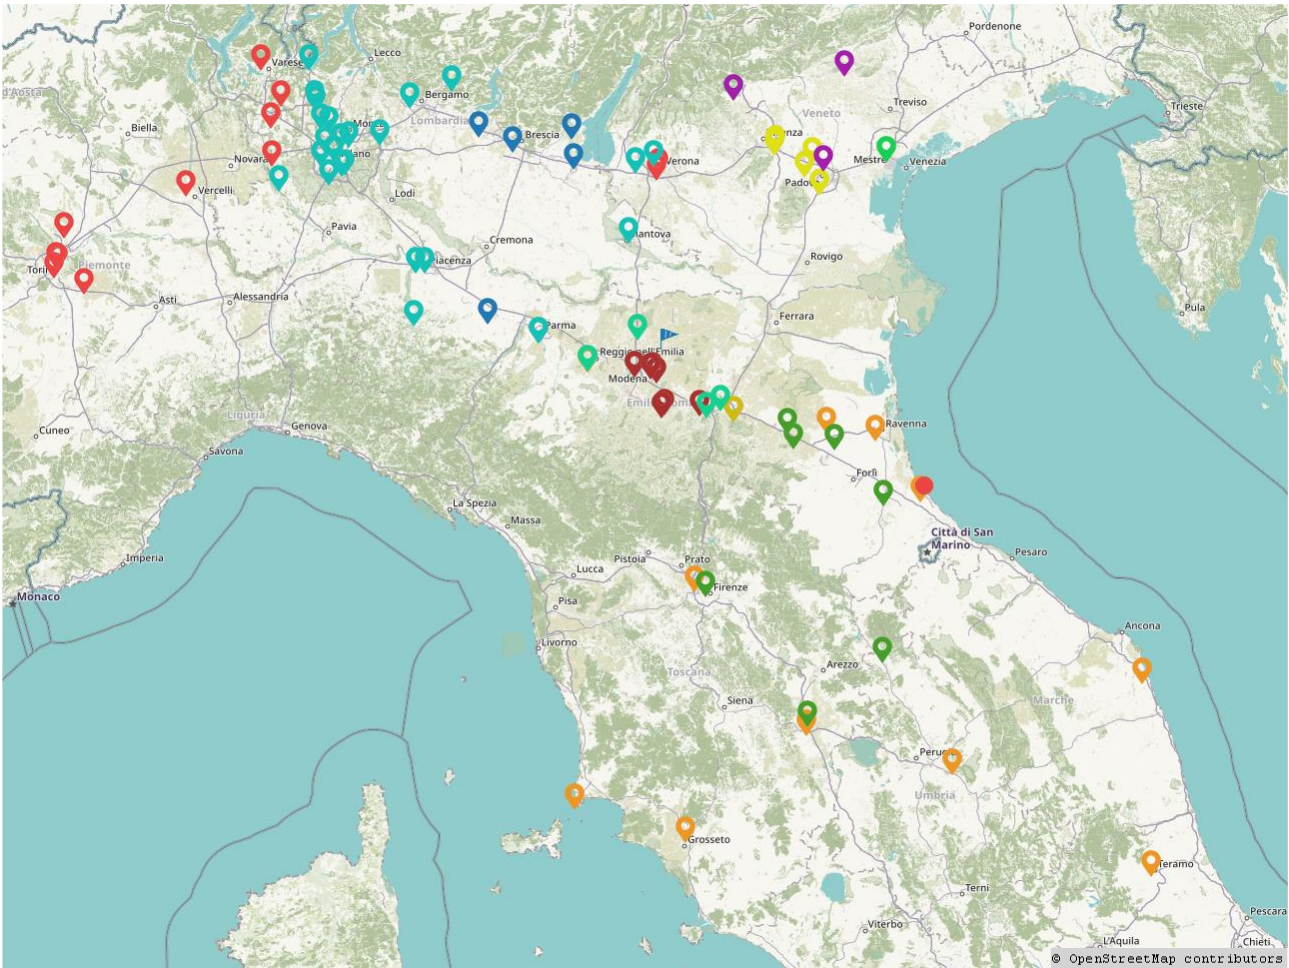 Pordenone
Lecco
Varese
d'Aosta
Bergamo
Treviso
Trieste
Veneto
Lombardia
Biella
Brescia
Novara
Verona
Mestre
Venezia
Vercelli
Lodi
Pavia
Mantova
Cremona
Piacenza
Rovigo
Piemonte
Asti
Alessandria
Pula
Ferrara
Parma
Reggio nell'Emilia
Modena
Liguria
Cuneo
Genova
Ravenna
Savona
Forlì
La Spezia
Massa
Città di San
Marino
Pesaro
Imperia
Pistoia
Prato
Lucca
Firenze
Monaco
Pisa
Ancona
Livorno
Arezzo
Toscana
Siena
Marche
Perugia
Umbria
Grosseto
Teramo
Terni
Viterbo
Pescara
L'Aquila
Chieti
© OpenStreetMap contributors